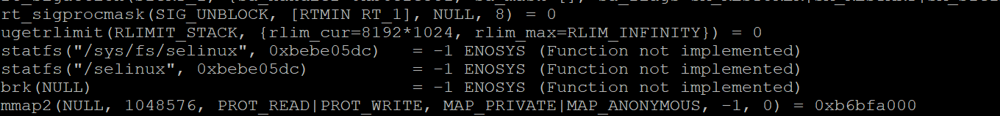 rt_sigprocmask(SIG_UNBLOCK, [RTMIN RT_1], NULL, 8) = 0
ugetrlimit(RLIMIT_STACK, {rlim_cur=8192*1024, rlim_max=RLIM_INFINITY}) = 0
statfs("/sys/fs/selinux", 0xbebe05dc)   = -1 ENOSYS (Function not implemented)
statfs("/selinux", 0xbebe05dc)          = -1 ENOSYS (Function not implemented)
brk(NULL)                               = -1 ENOSYS (Function not implemented)
mmap2(NULL, 1048576, PROT_READ|PROT_WRITE, MAP_PRIVATE|MAP_ANONYMOUS, -1, 0) = 0xb6bfa000